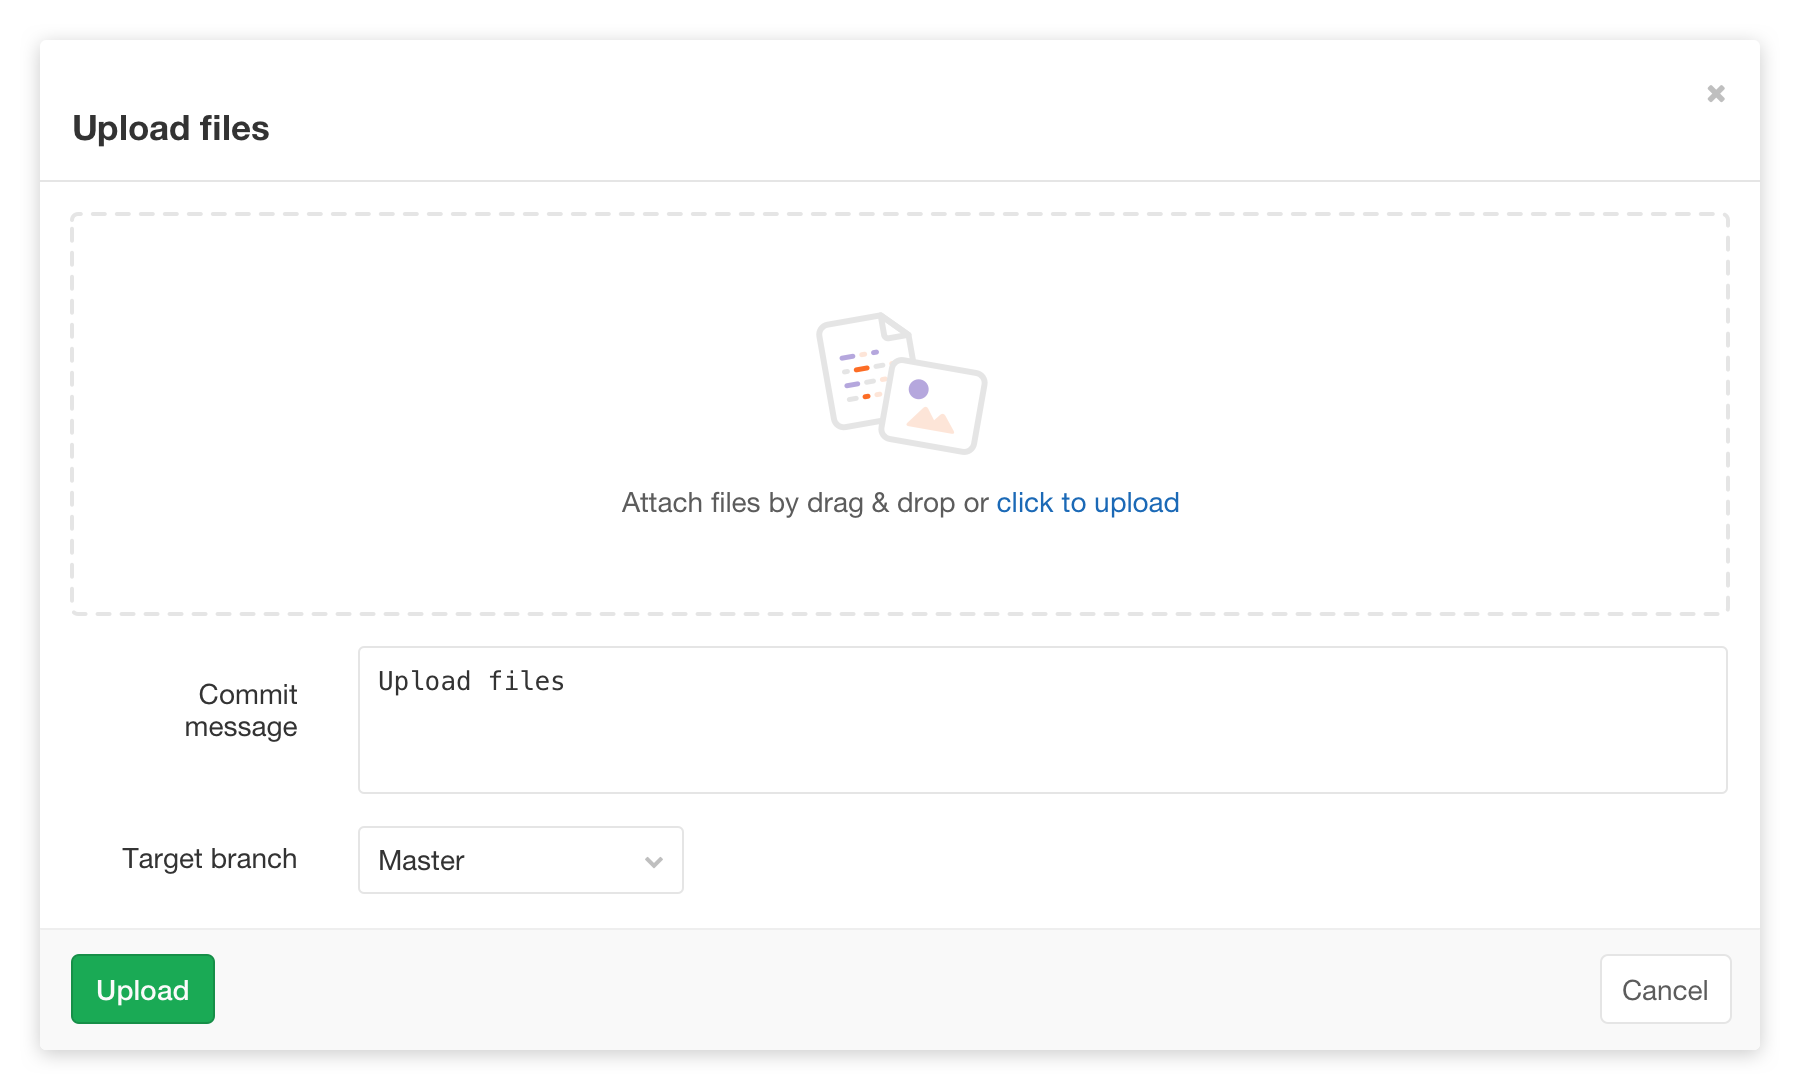 Upload files
Attach files by drag & drop or click to upload
Commit
message
Upload files
Target branch
Master
Upload
Cancel